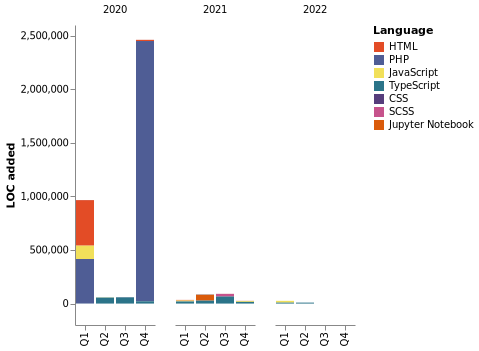 2020 2021 2022
Language
HTML
PHP
JavaScript
TypeScript
CSS
SCSS
Jupyter Notebook
LOC added
2,500,000
2,000,000
1,500,000
1,000,000
500,000
0
Q1 Q2 Q3 Q4 Q1 Q2 Q3 Q4 Q1 Q2 Q3 Q4